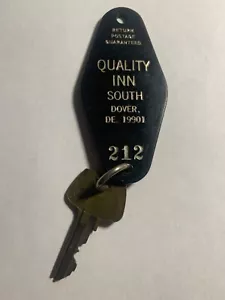 RETURN
POSTAGE
GUARANTEED
QUALITY
INN
SOUTH
DOVER,
DE. 19901
212